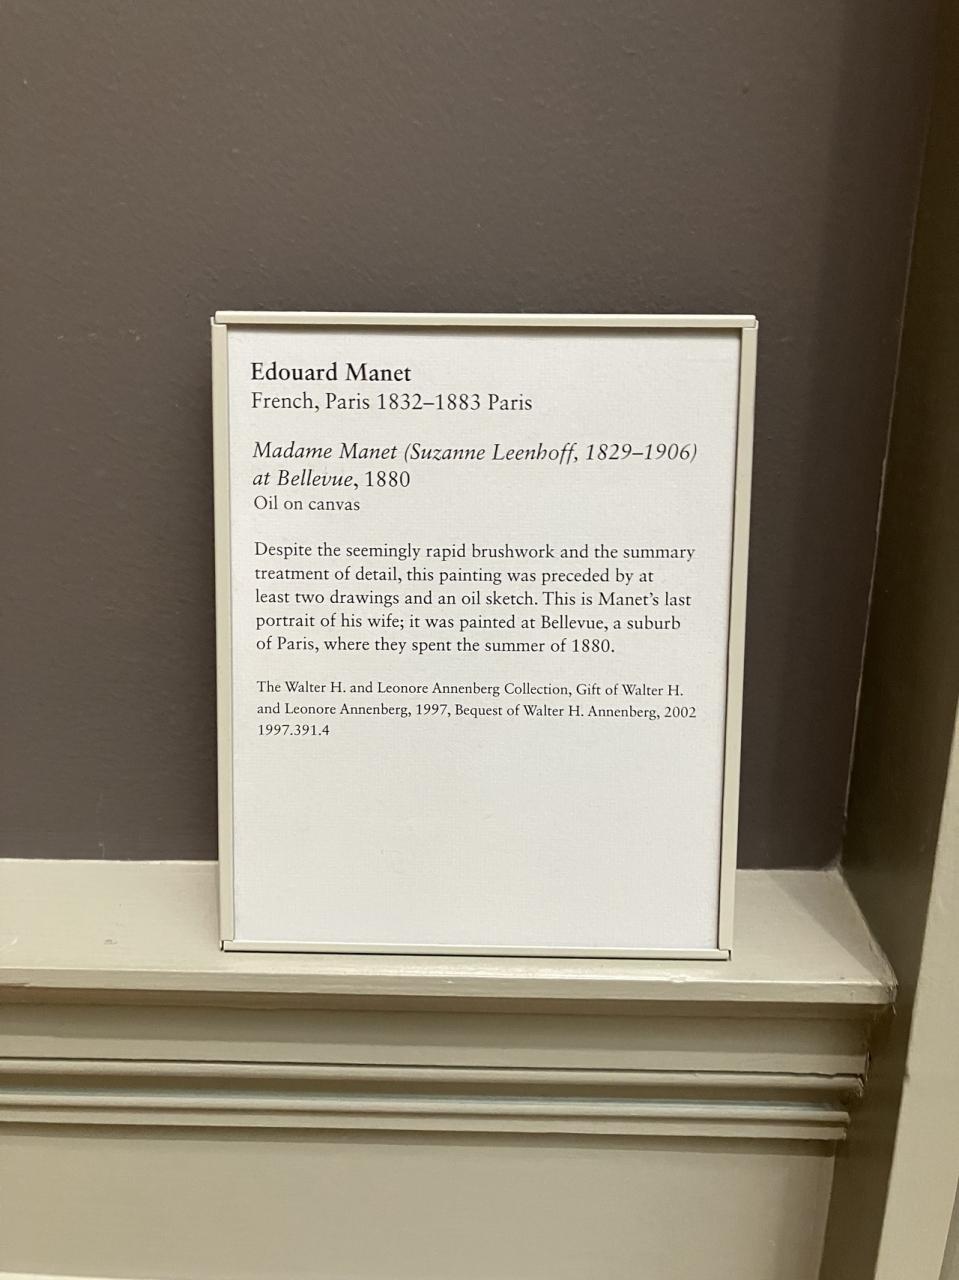 Edouard Manet
French, Paris 1832–1883 Paris
Madame Manet (Suzanne Leenhoff, 1829–1906)
at Bellevue, 1880
Oil on canvas
Despite the seemingly rapid brushwork and the summary
treatment of detail, this painting was preceded by at
least two drawings and an oil sketch. This is Manet’s last
portrait of his wife; it was painted at Bellevue, a suburb
of Paris, where they spent the summer of 1880.
The Walter H. and Leonore Annenberg Collection, Gift of Walter H.
and Leonore Annenberg, 1997, Bequest of Walter H. Annenberg, 2002
1997.391.4